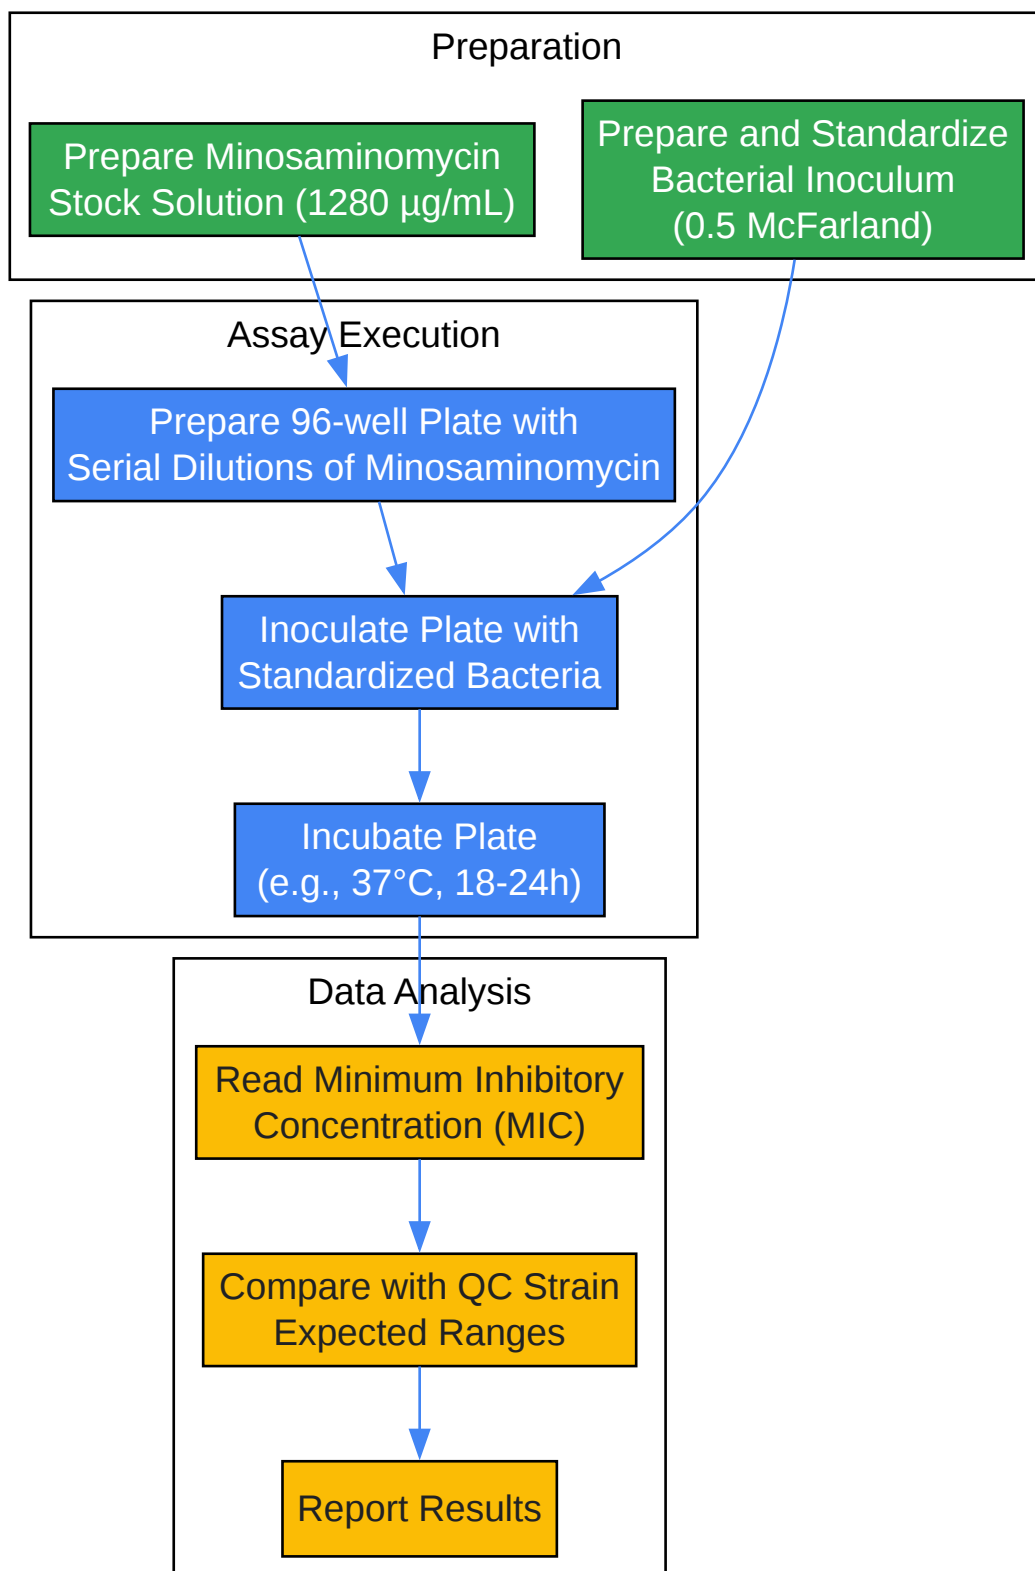 Preparation
Prepare Minosaminomycin
Stock Solution (1280 µg/mL)
Prepare and Standardize
Bacterial Inoculum
(0.5 McFarland)
Assay Execution
Prepare 96-well Plate with
Serial Dilutions of Minosaminomycin
Inoculate Plate with
Standardized Bacteria
Incubate Plate
(e.g., 37°C, 18-24h)
Data Analysis
Read Minimum Inhibitory
Concentration (MIC)
Compare with QC Strain
Expected Ranges
Report Results